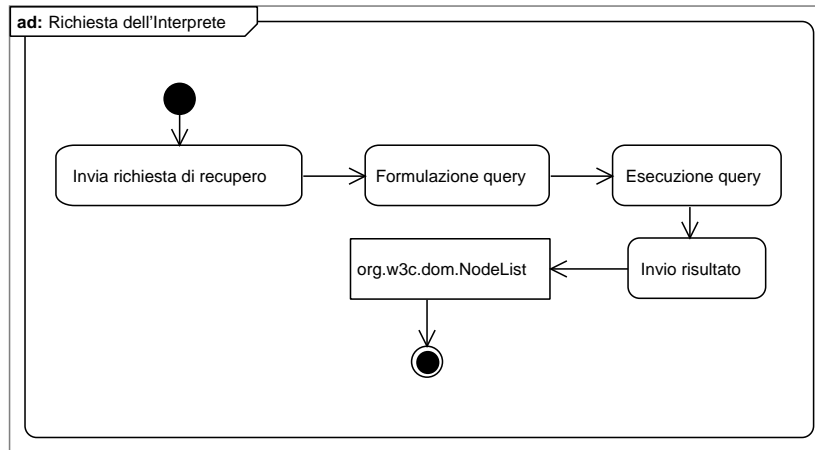 ad: Richiesta dell'Interprete
Invia richiesta di recupero
Formulazione query
Esecuzione query
org.w3c.dom.NodeList
Invio risultato